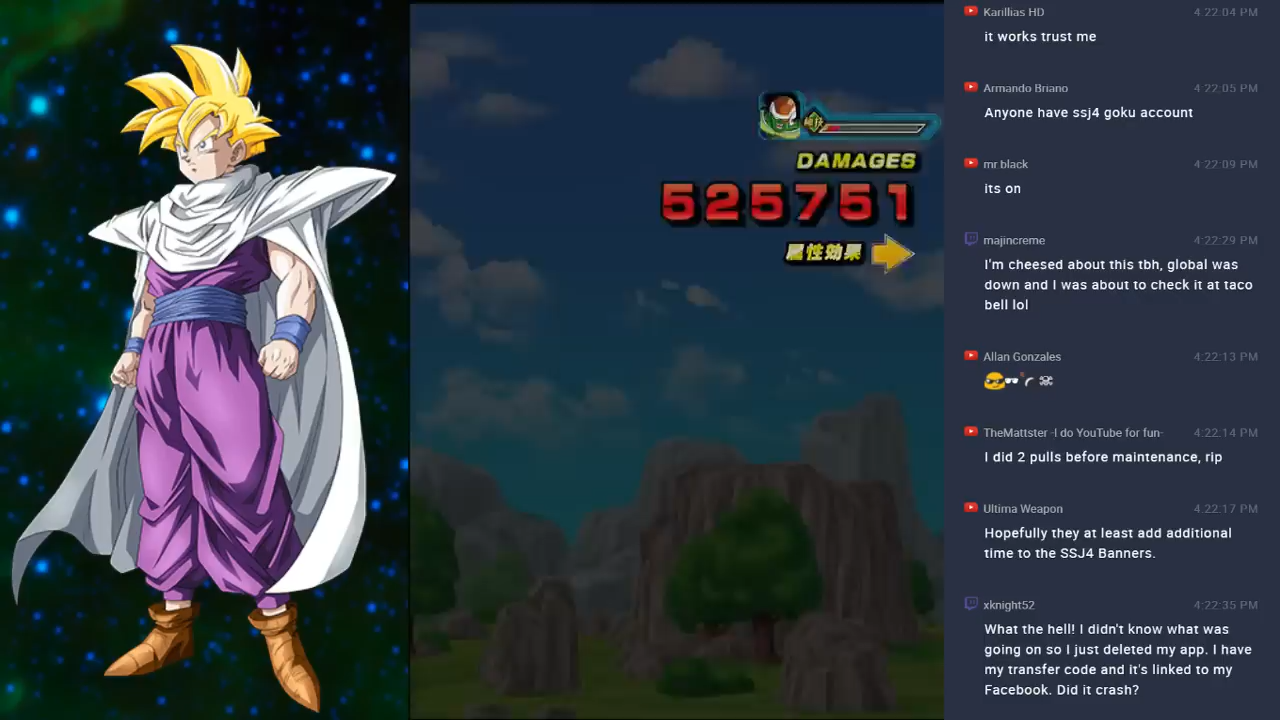 DAMAGES
525751
属性効果
Karillias HD 4:22:04 PM
it works trust me
Armando Briano 4:22:05 PM
Anyone have ssj4 goku account
mr black 4:22:09 PM
its on
majincreme 4:22:29 PM
I'm cheesed about this tbh, global was
down and I was about to check it at taco
bell lol
Allan Gonzales 4:22:13 PM
TheMattster -I do YouTube for fun- 4:22:14 PM
I did 2 pulls before maintenance, rip
Ultima Weapon 4:22:17 PM
Hopefully they at least add additional
time to the SSJ4 Banners.
xknight52 4:22:35 PM
What the hell! I didn't know what was
going on so I just deleted my app. I have
my transfer code and it's linked to my
Facebook. Did it crash?